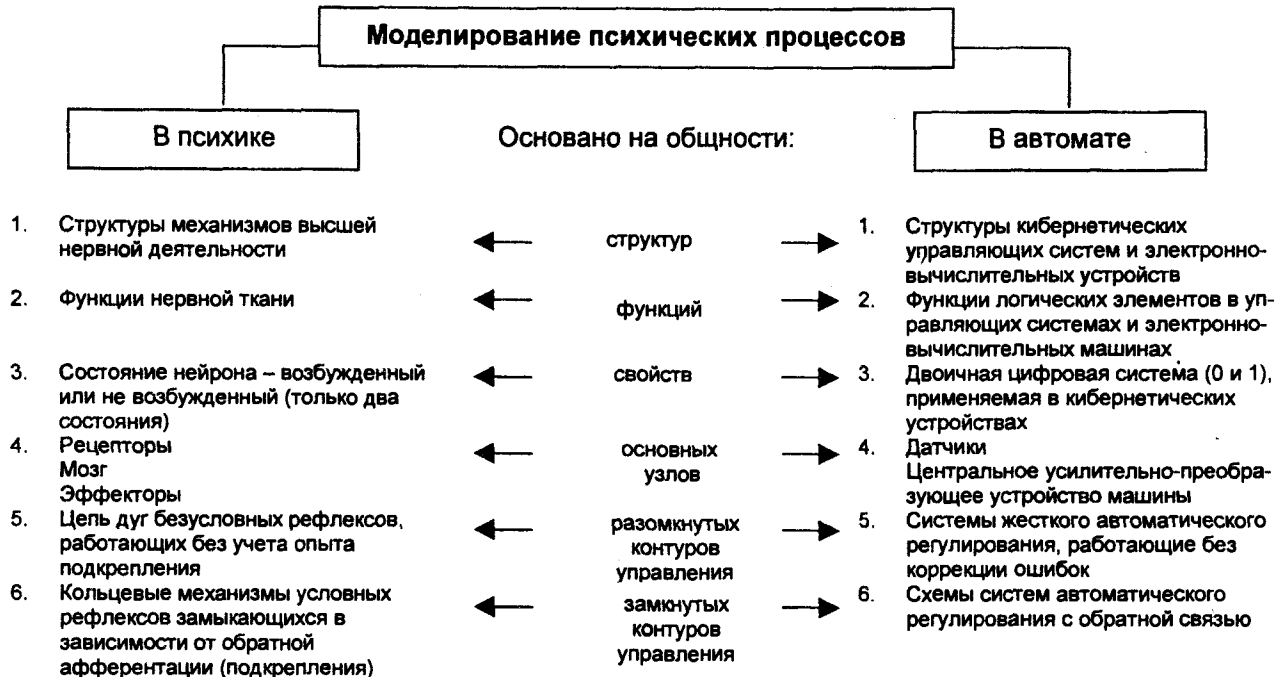 Моделирование психических процессов
В психике
Основано на общности:
В автомате
1. Структуры механизмов высшей
нервной деятельности
структур
1. Структуры кибернетических
управляющих систем и электронно-
вычислительных устройств
2. Функции нервной ткани
функций
2. Функции логических элементов в уп-
равляющих системах и электронно-
вычислительных машинах
3. Состояние нейрона – возбужденный
или не возбужденный (только два
состояния)
свойств
3. Двоичная цифровая система (0 и 1),
применяемая в кибернетических
устройствах
4. Рецепторы
Мозг
Эффекторы
основных
узлов
4. Датчики
Центральное усилительно-преобра-
зующее устройство машины
5. Цепь дуг безусловных рефлексов,
работающих без учета опыта
подкрепления
разомкнутых
контуров
управления
5. Системы жесткого автоматического
регулирования, работающие без
коррекции ошибок
6. Кольцевые механизмы условных
рефлексов замыкающихся в
зависимости от обратной
афферентации (подкрепления)
замкнутых
контуров
управления
6. Схемы систем автоматического
регулирования с обратной связью